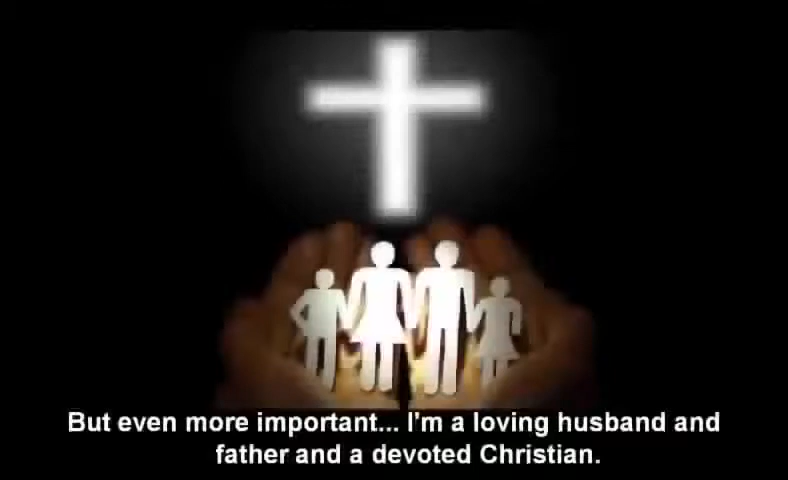 But even more important... I'm a loving husband and
father and a devoted Christian.